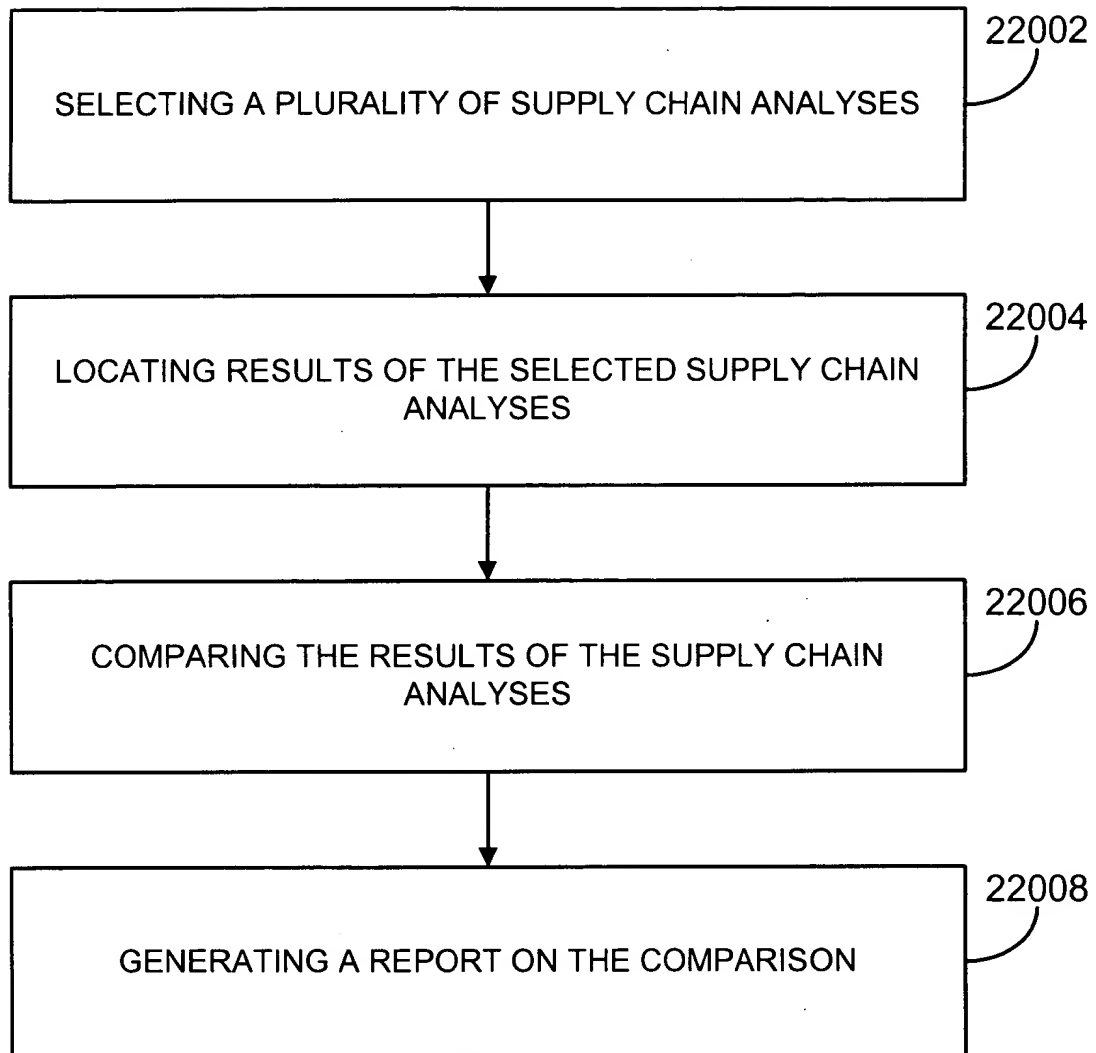 22002
SELECTING A PLURALITY OF SUPPLY CHAIN ANALYSES
22004
LOCATING RESULTS OF THE SELECTED SUPPLY CHAIN
ANALYSES
22006
COMPARING THE RESULTS OF THE SUPPLY CHAIN
ANALYSES
22008
GENERATING A REPORT ON THE COMPARISON